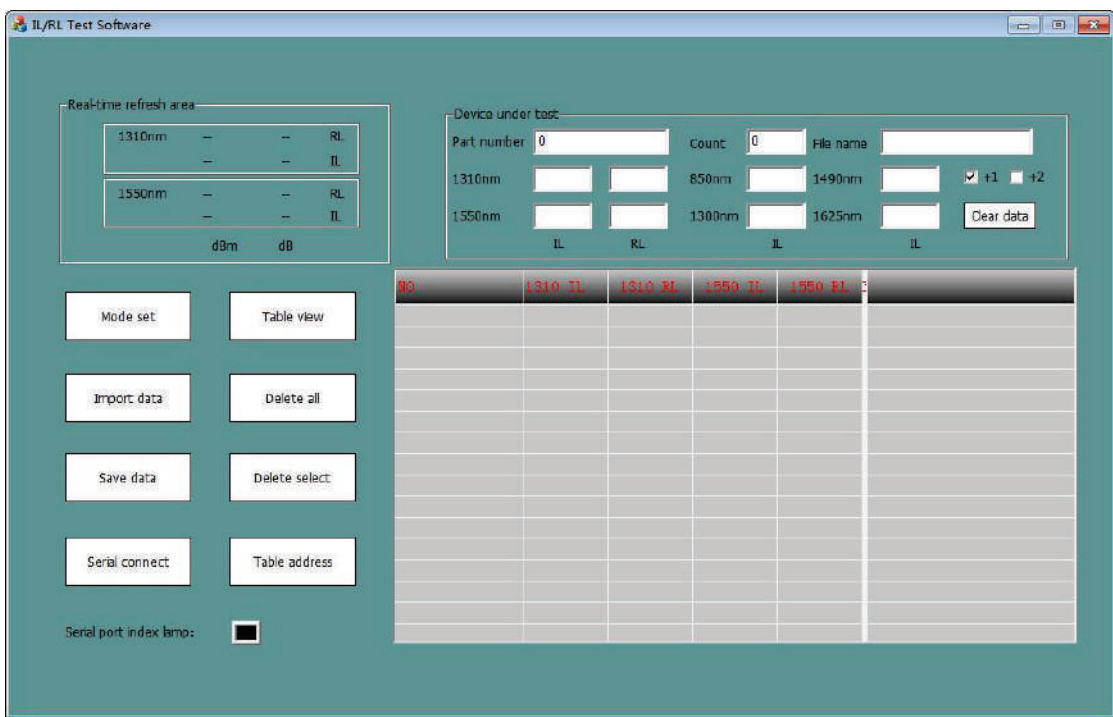 IL/RL Test Software
Real-time refresh area
1310nm -- -- RL
-- -- IL
1550nm -- -- RL
-- -- IL
dBm dB
Device under test
Part number 0 Count 0 File name
1310nm 850nm 1490nm +1 +2
1550nm 1300nm 1625nm Clear data
IL RL IL IL
NO 1310 IL 1310 RL 1550 IL 1550 RL
Mode set Table view
Import data Delete all
Save data Delete select
Serial connect Table address
Serial port index lamp: